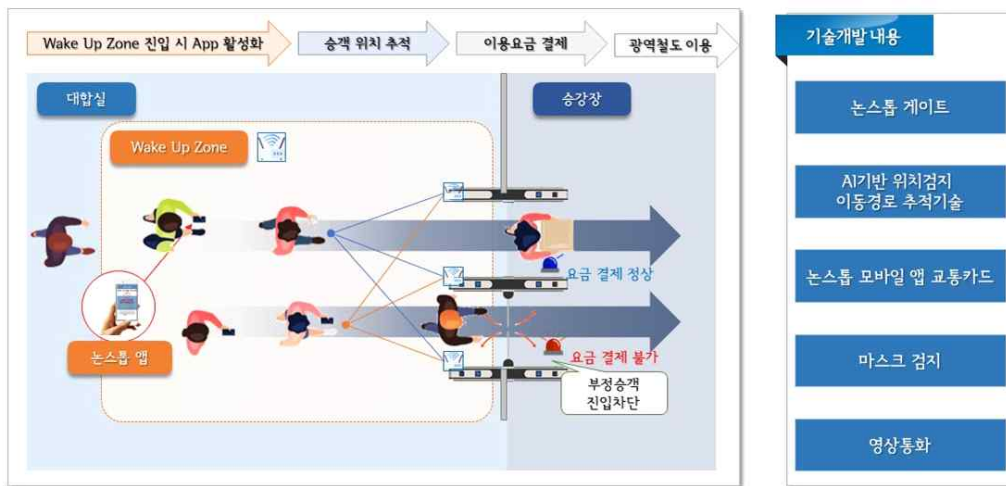 Wake Up Zone 진입 시 App 활성화
승객 위치 추적
이용요금 결제
광역철도 이용
대합실
승강장
Wake Up Zone
요금 결제 정상
논스톱 앱
요금 결제 불가
부정승객
진입차단
기술개발 내용
논스톱 게이트
AI기반 위치검지
이동경로 추적기술
논스톱 모바일 앱 교통카드
마스크 검지
영상통화